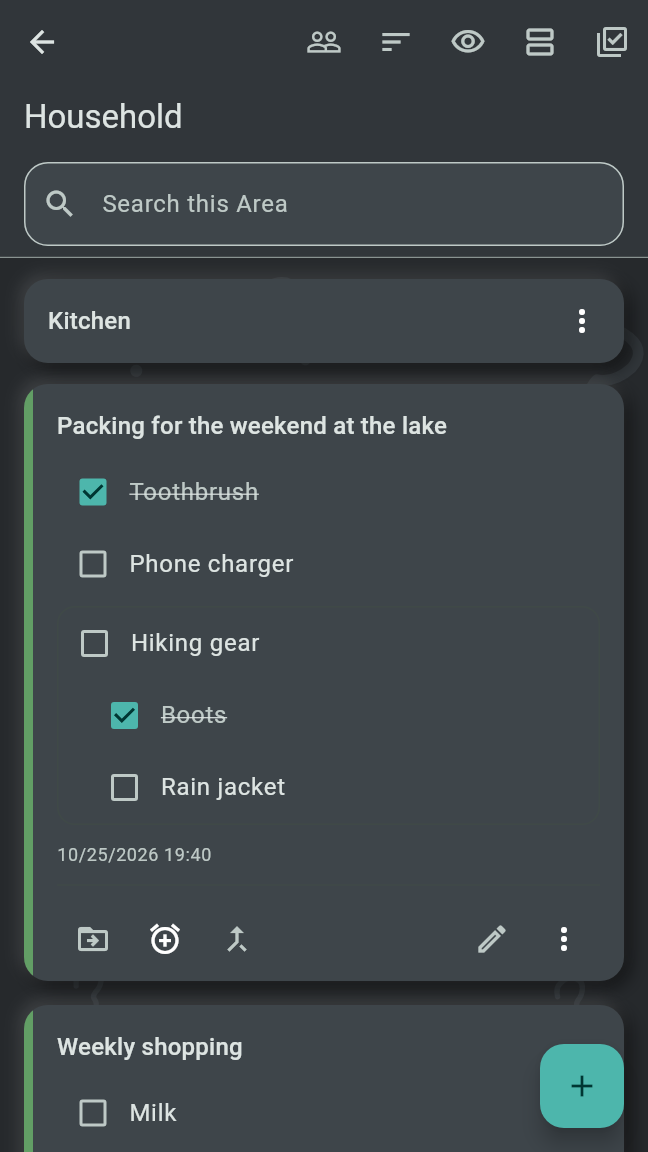 Household
Search this Area
Kitchen
Packing for the weekend at the lake
Toothbrush
Phone charger
Hiking gear
Boots
Rain jacket
10/25/2026 19:40
Weekly shopping
Milk